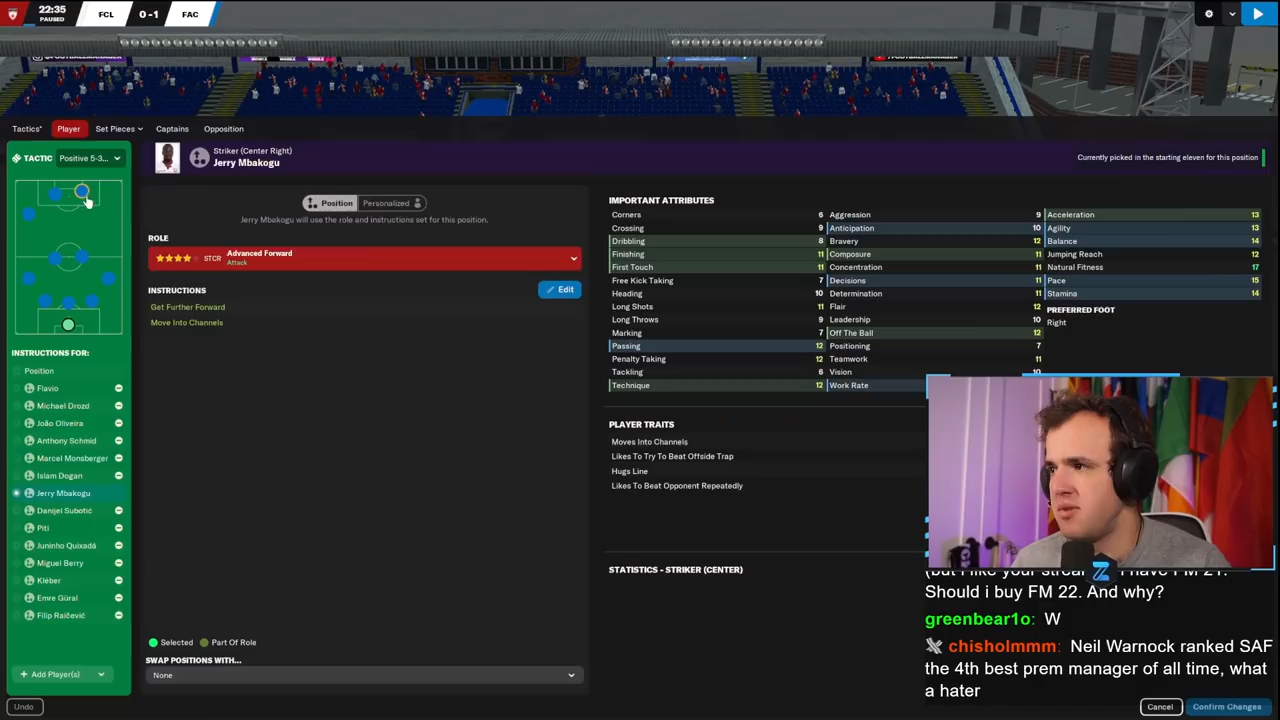 22:35
PAUSED
FCL
0 - 1
FAC
Tactics*
Player
Set Pieces
Captains
Opposition
TACTIC
Positive 5-3...
Striker (Center Right)
Jerry Mbakogu
Currently picked in the starting eleven for this position
Position
Personalized
Jerry Mbakogu will use the role and instructions set for this position.
ROLE
STCR
Advanced Forward
Attack
INSTRUCTIONS
Edit
Get Further Forward
Move Into Channels
INSTRUCTIONS FOR:
Position
Flavio
Michael Drozd
João Oliveira
Anthony Schmid
Marcel Monsberger
Islam Dogan
Jerry Mbakogu
Danijel Subotić
Piti
Juninho Quixadá
Miguel Berry
Kléber
Emre Güral
Filip Raičević
Add Player(s)
Undo
Selected
Part Of Role
SWAP POSITIONS WITH...
None
IMPORTANT ATTRIBUTES
Corners 6
Crossing 9
Dribbling 8
Finishing 11
First Touch 11
Free Kick Taking 7
Heading 10
Long Shots 11
Long Throws 9
Marking 7
Passing 12
Penalty Taking 12
Tackling 6
Technique 12
Aggression 9
Anticipation 10
Bravery 12
Composure 11
Concentration 11
Decisions 11
Determination 11
Flair 12
Leadership 10
Off The Ball 12
Positioning 7
Teamwork 11
Vision 10
Work Rate
Acceleration 13
Agility 13
Balance 14
Jumping Reach 12
Natural Fitness 17
Pace 15
Stamina 14
PREFERRED FOOT
Right
PLAYER TRAITS
Moves Into Channels
Likes To Try To Beat Offside Trap
Hugs Line
Likes To Beat Opponent Repeatedly
STATISTICS - STRIKER (CENTER)
(but i like your strea I have FM 21.
Should i buy FM 22. And why?
greenbear1o: W
chisholmmm: Neil Warnock ranked SAF
the 4th best prem manager of all time, what
a hater
Cancel
Confirm Changes